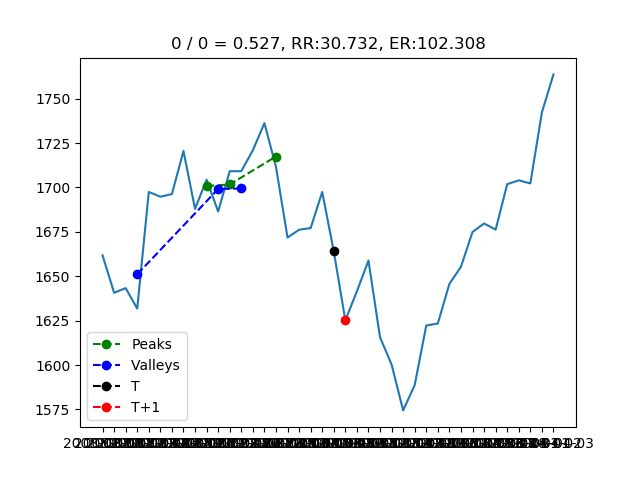 0 / 0 = 0.527, RR:30.732, ER:102.308
1750
1725
1700
1675
1650
1625
1600
1575
Peaks
Valleys
T
T+1